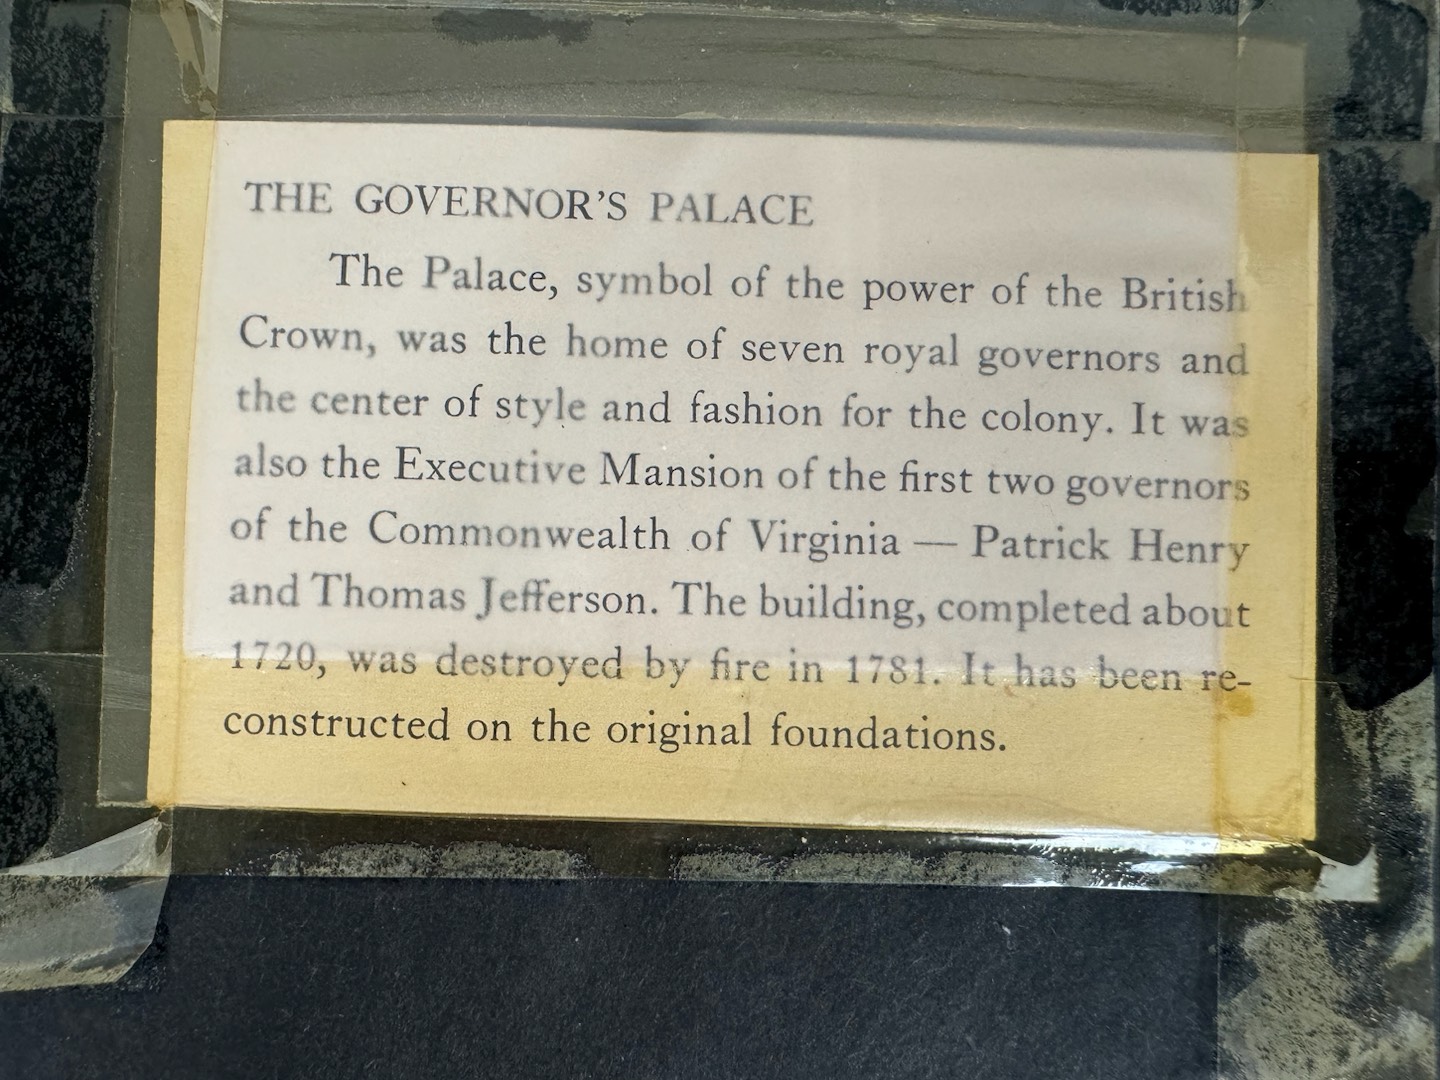 THE GOVERNOR'S PALACE
The Palace, symbol of the power of the British
Crown, was the home of seven royal governors and
the center of style and fashion for the colony. It was
also the Executive Mansion of the first two governors
of the Commonwealth of Virginia — Patrick Henry
and Thomas Jefferson. The building, completed about
1720, was destroyed by fire in 1781. It has been re-
constructed on the original foundations.